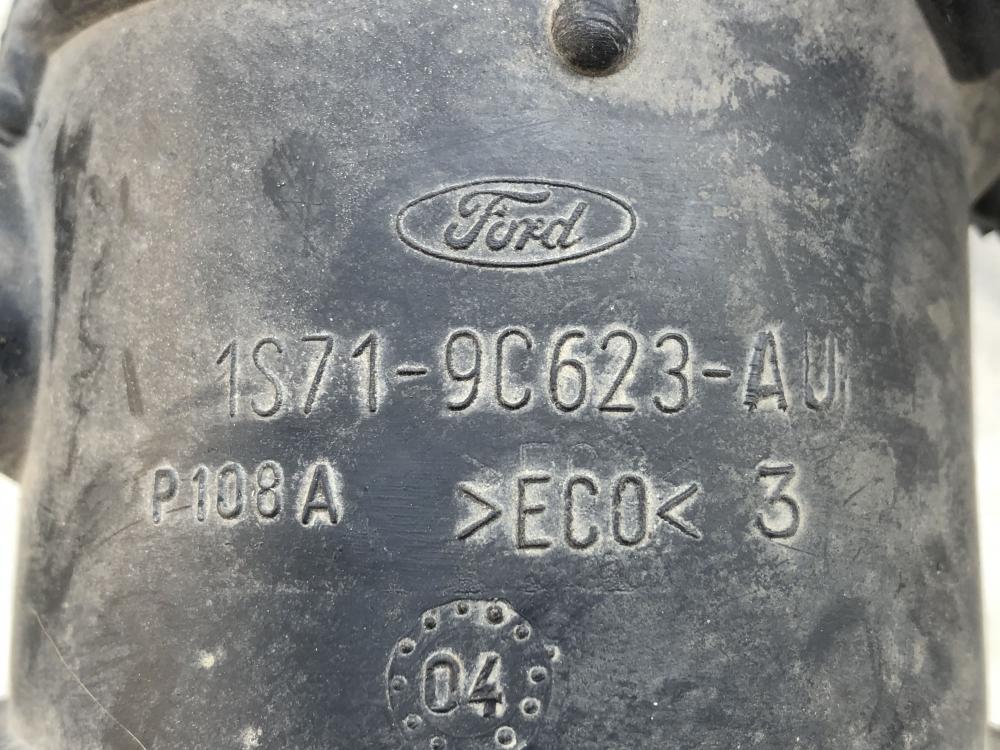 Ford
1S71-9C623-AU
P108A >ECO< 3
04